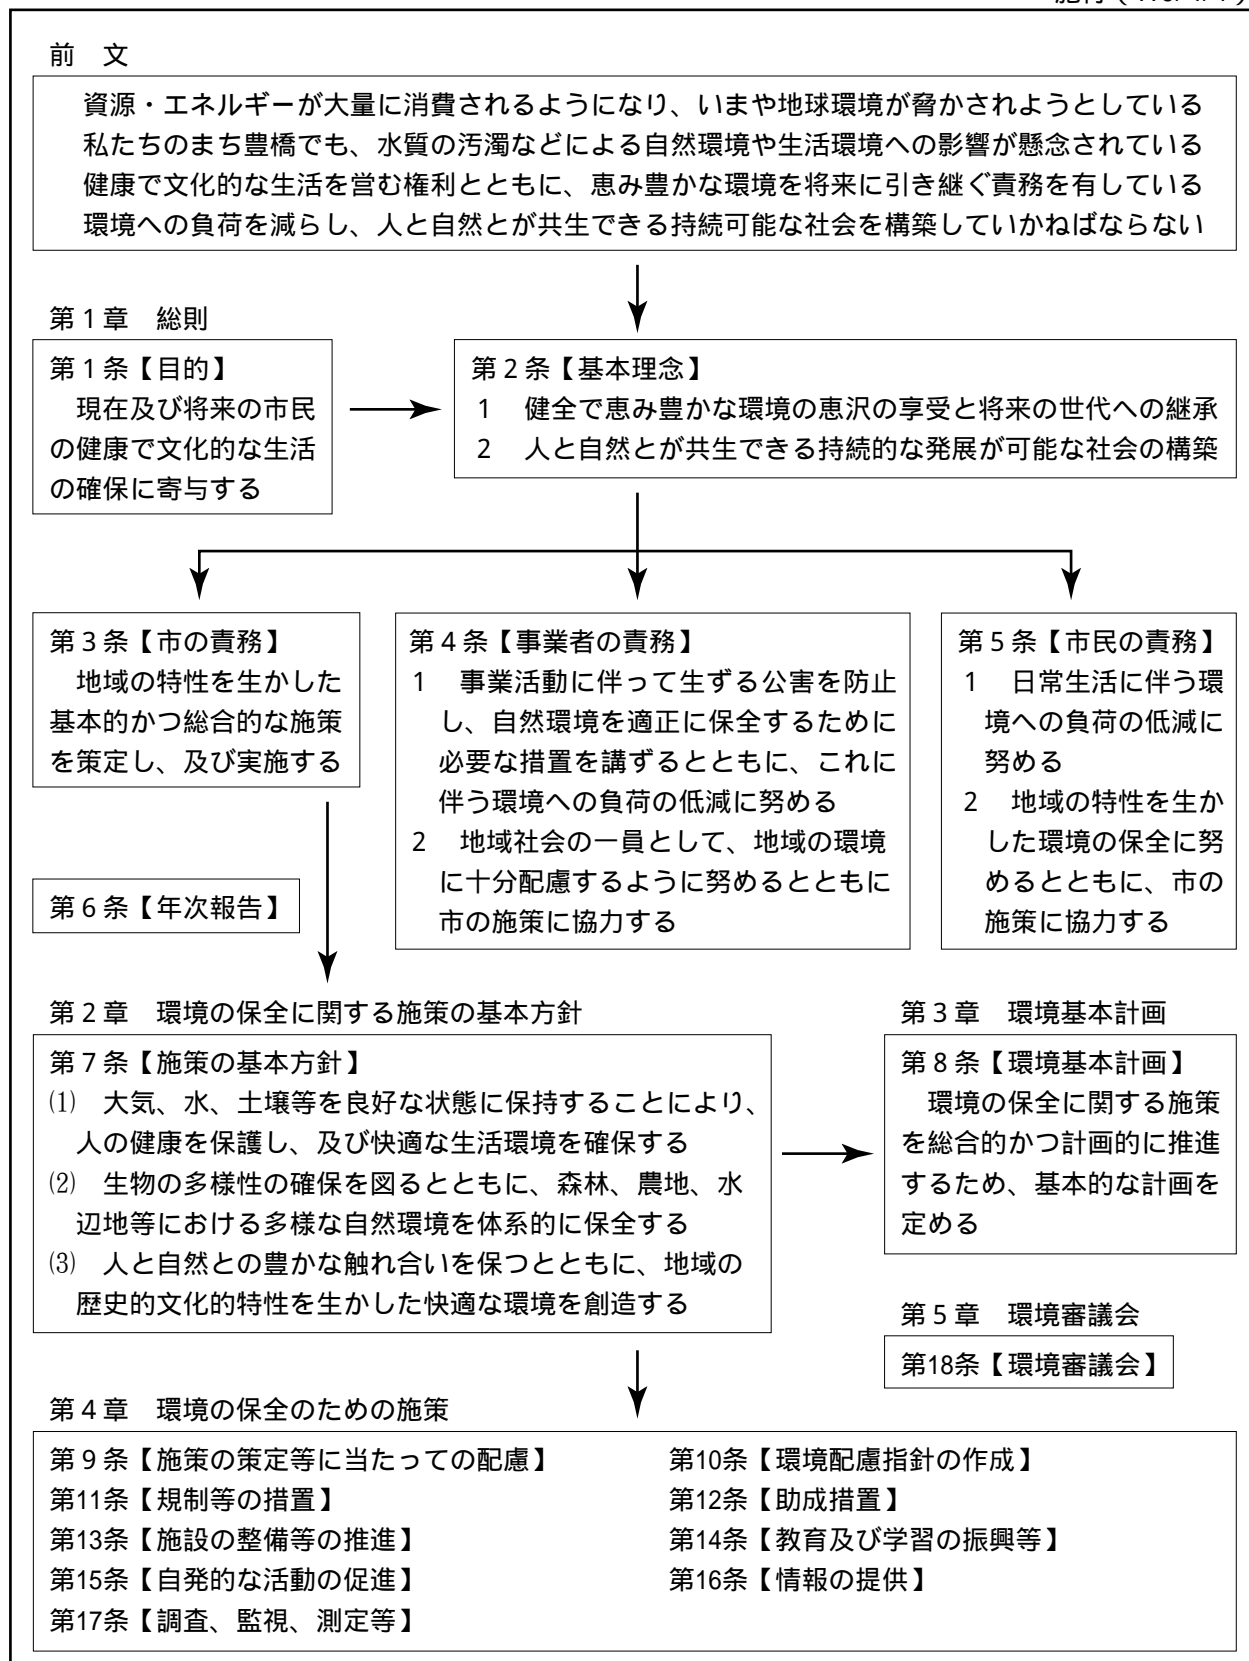 前　文
資源・エネルギーが大量に消費されるようになり、いまや地球環境が脅かされようとしている
私たちのまち豊橋でも、水質の汚濁などによる自然環境や生活環境への影響が懸念されている
健康で文化的な生活を営む権利とともに、恵み豊かな環境を将来に引き継ぐ責務を有している
環境への負荷を減らし、人と自然とが共生できる持続可能な社会を構築していかねばならない
第1章　総則
第1条【目的】
現在及び将来の市民
の健康で文化的な生活
の確保に寄与する
第2条【基本理念】
1　健全で恵み豊かな環境の恵沢の享受と将来の世代への継承
2　人と自然とが共生できる持続的な発展が可能な社会の構築
第3条【市の責務】
地域の特性を生かした
基本的かつ総合的な施策
を策定し、及び実施する
第4条【事業者の責務】
1　事業活動に伴って生ずる公害を防止
し、自然環境を適正に保全するために
必要な措置を講ずるとともに、これに
伴う環境への負荷の低減に努める
2　地域社会の一員として、地域の環境
に十分配慮するように努めるとともに
市の施策に協力する
第5条【市民の責務】
1　日常生活に伴う環
境への負荷の低減に
努める
2　地域の特性を生か
した環境の保全に努
めるとともに、市の
施策に協力する
第6条【年次報告】
第2章　環境の保全に関する施策の基本方針
第7条【施策の基本方針】
⑴　大気、水、土壌等を良好な状態に保持することにより、
人の健康を保護し、及び快適な生活環境を確保する
⑵　生物の多様性の確保を図るとともに、森林、農地、水
辺地等における多様な自然環境を体系的に保全する
⑶　人と自然との豊かな触れ合いを保つとともに、地域の
歴史的文化的特性を生かした快適な環境を創造する
第3章　環境基本計画
第8条【環境基本計画】
環境の保全に関する施策
を総合的かつ計画的に推進
するため、基本的な計画を
定める
第5章　環境審議会
第18条【環境審議会】
第4章　環境の保全のための施策
第9条【施策の策定等に当たっての配慮】
第10条【環境配慮指針の作成】
第11条【規制等の措置】
第12条【助成措置】
第13条【施設の整備等の推進】
第14条【教育及び学習の振興等】
第15条【自発的な活動の促進】
第16条【情報の提供】
第17条【調査、監視、測定等】